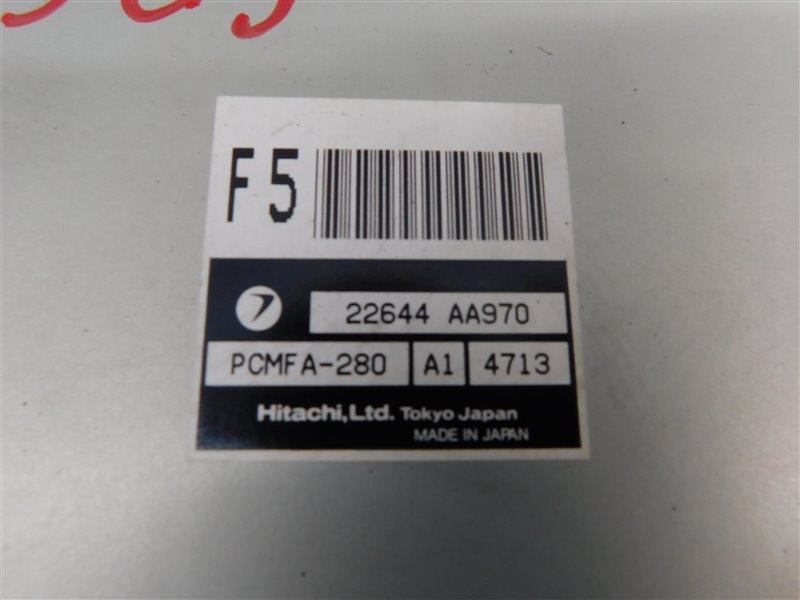 F5
22644 AA970
PCMFA-280 A1 4713
Hitachi,Ltd. Tokyo Japan
MADE IN JAPAN